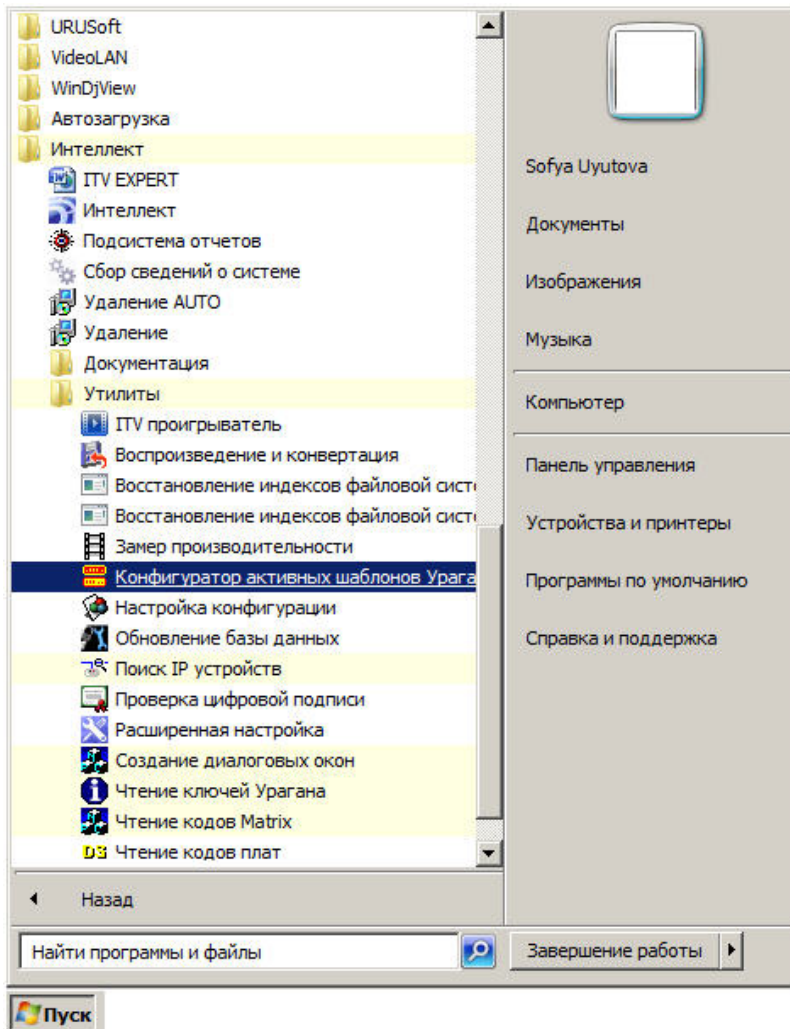 URUSoft
VideoLAN
WinDjView
Автозагрузка
Интеллект
ITV EXPERT
Интеллект
Подсистема отчетов
Сбор сведений о системе
Удаление AUTO
Удаление
Документация
Утилиты
ITV проигрыватель
Воспроизведение и конвертация
Восстановление индексов файловой сист
Восстановление индексов файловой сист
Замер производительности
Конфигуратор активных шаблонов Урага
Настройка конфигурации
Обновление базы данных
Поиск IP устройств
Проверка цифровой подписи
Расширенная настройка
Создание диалоговых окон
Чтение ключей Урагана
Чтение кодов Matrix
Чтение кодов плат
Назад
Найти программы и файлы
Sofya Uyutova
Документы
Изображения
Музыка
Компьютер
Панель управления
Устройства и принтеры
Программы по умолчанию
Справка и поддержка
Завершение работы
Пуск